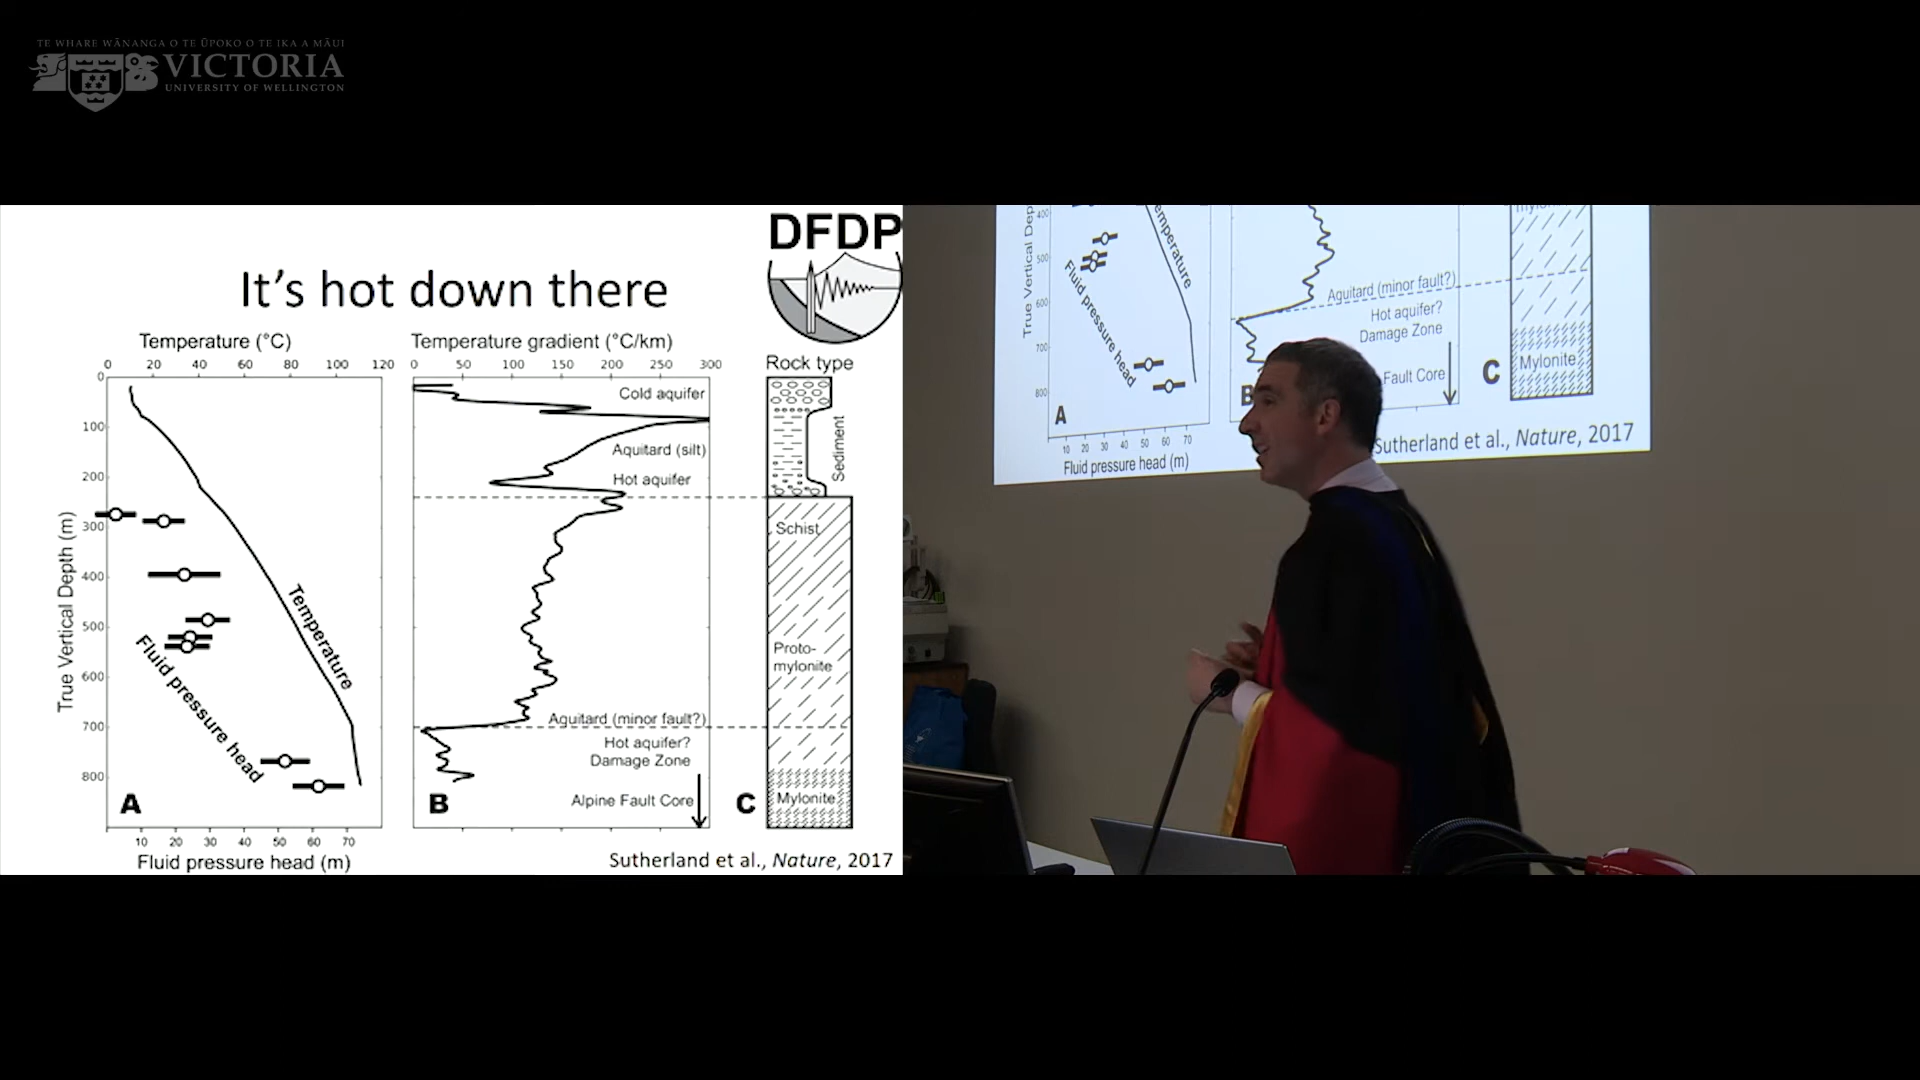 TE WHARE WĀNANGA O TE ŪPOKO O TE IKA A MĀUI
VICTORIA
UNIVERSITY OF WELLINGTON
DFDP
It's hot down there
Temperature (°C)
0 20 40 60 80 100 120
True Vertical Depth (m)
0
100
200
300
400
500
600
700
800
Temperature
Fluid pressure head
A
10 20 30 40 50 60 70
Fluid pressure head (m)
Temperature gradient (°C/km)
0 50 100 150 200 250 300
Cold aquifer
Aquitard (silt)
Hot aquifer
Aquitard (minor fault?)
Hot aquifer?
Damage Zone
Alpine Fault Core
B
Rock type
Sediment
Schist
Proto-
mylonite
Mylonite
C
Sutherland et al., Nature, 2017
True Vertical Dep
400
500
600
700
800
emperature
Fluid pressure head
A
10 20 30 40 50 60 70
Fluid pressure head (m)
Aquitard (minor fault?)
Hot aquifer?
Damage Zone
Fault Core
B
C
Mylonite
Sutherland et al., Nature, 2017